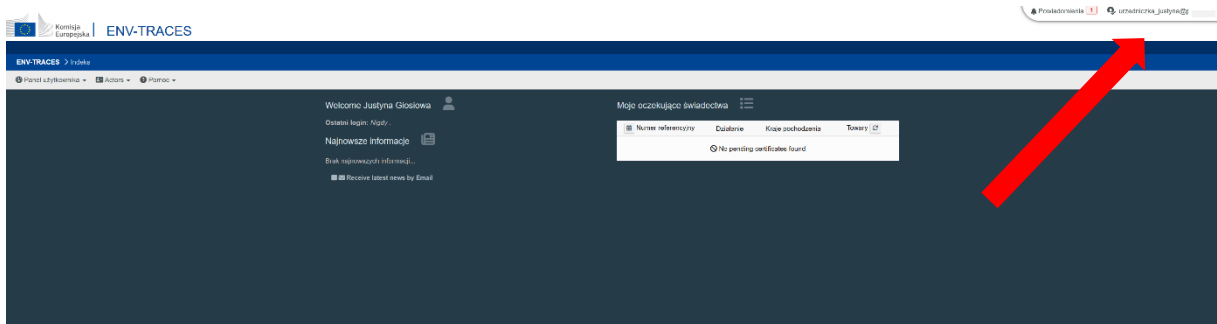 Powiadomienia 1 urzedniczka_justyna@g
Komisja
Europejska
ENV-TRACES
ENV-TRACES > Indeks
Panel użytkownika Actors Pomoc
Welcome Justyna Głosiowa
Ostatni login: Nigdy.
Najnowsze informacje
Brak najnowszych informacji...
Receive latest news by Email
Moje oczekujące świadectwa
Numer referencyjny Działanie Kraje pochodzenia Towary
No pending certificates found